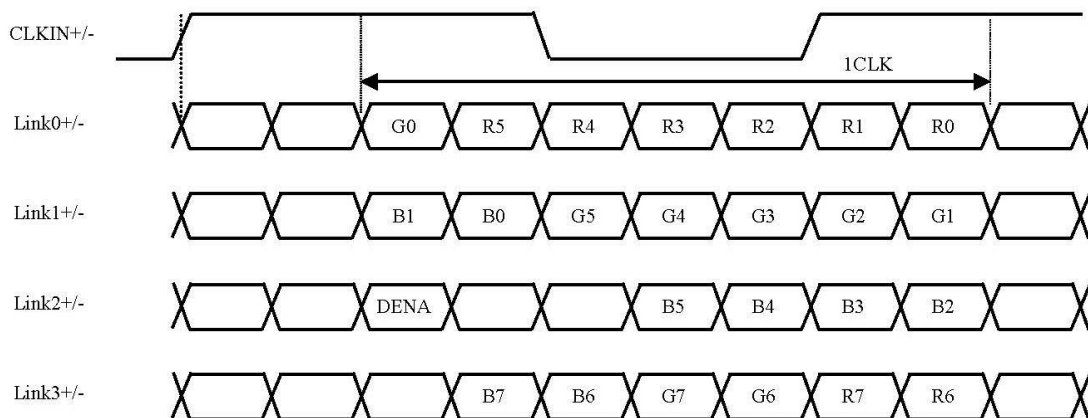 CLKIN+/-
1CLK
Link0+/- G0 R5 R4 R3 R2 R1 R0
Link1+/- B1 B0 G5 G4 G3 G2 G1
Link2+/- DENA B5 B4 B3 B2
Link3+/- B7 B6 G7 G6 R7 R6